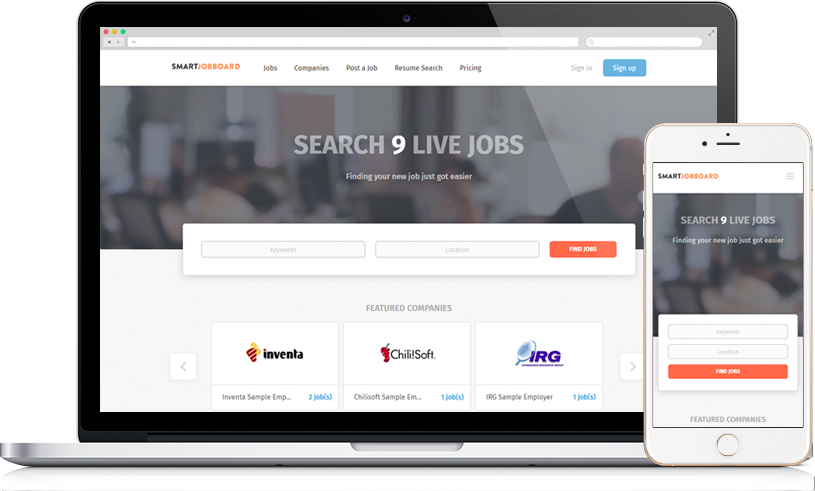 SMARTJOBBOARD Jobs Companies Post a Job Resume Search Pricing Sign in Sign up
SEARCH 9 LIVE JOBS
Finding your new job just got easier
Keywords Location FIND JOBS
FEATURED COMPANIES
inventa Chili!Soft. IRG
Inventa Sample Emp... 2 job(s) Chilisoft Sample Em... 1 job(s) IRG Sample Employer 1 job(s)
SMARTJOBBOARD
SEARCH 9 LIVE JOBS
Finding your new job just got easier
Keywords
Location
FIND JOBS
FEATURED COMPANIES